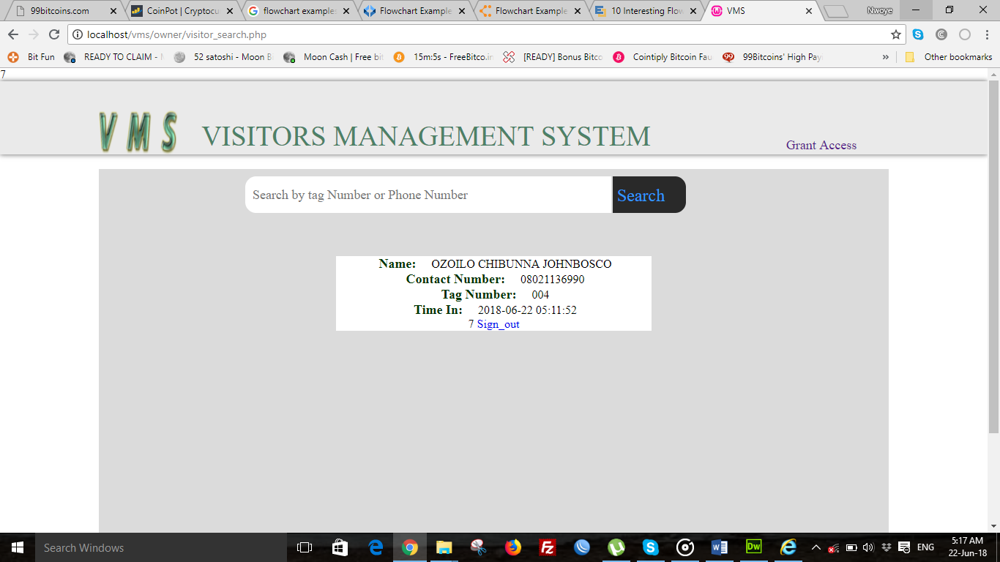 99bitcoins.com CoinPot | Cryptocu flowchart example Flowchart Example Flowchart Example 10 Interesting Flow VMS Nwoye
localhost/vms/owner/visitor_search.php
Bit Fun READY TO CLAIM - 52 satoshi - Moon B Moon Cash | Free bit 15m:5s - FreeBitco.in [READY] Bonus Bitco Cointiply Bitcoin Fau 99Bitcoins' High Pay » Other bookmarks
7
VMS VISITORS MANAGEMENT SYSTEM Grant Access
Search by tag Number or Phone Number Search
Name: OZOILO CHIBUNNA JOHNBOSCO
Contact Number: 08021136990
Tag Number: 004
Time In: 2018-06-22 05:11:52
7 Sign_out
Search Windows Dw ENG 5:17 AM
22-Jun-18